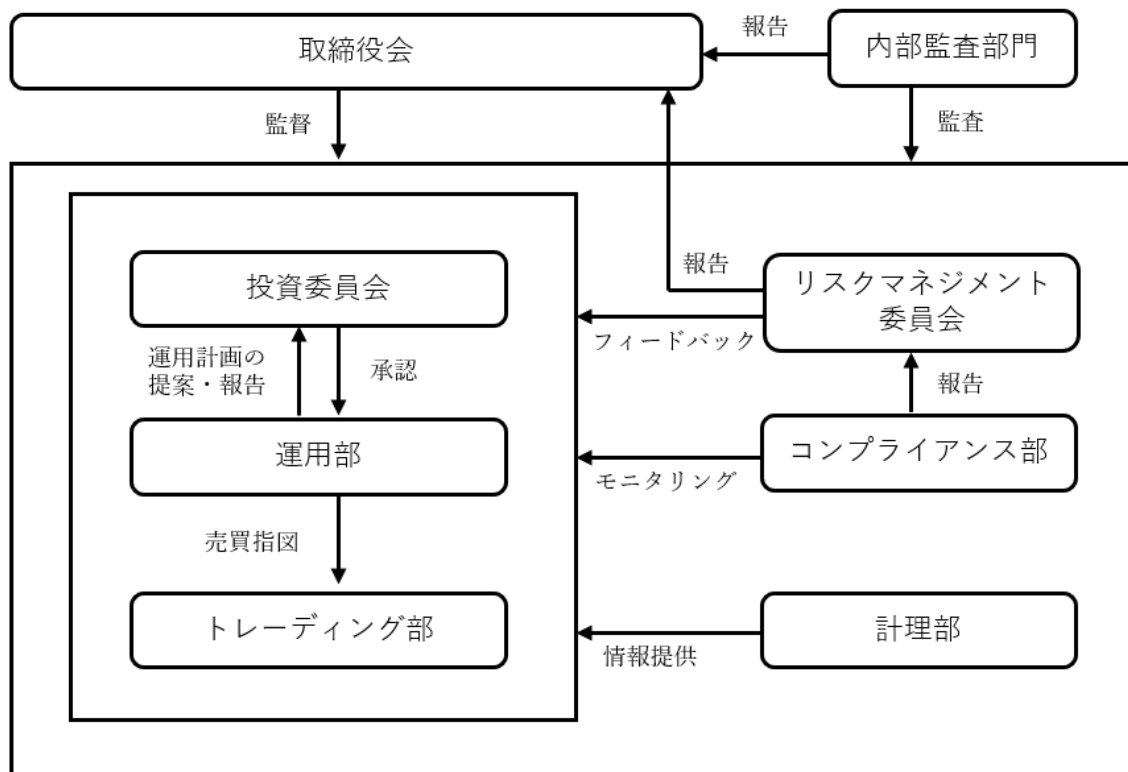 取締役会
報告
内部監査部門
監督
監査
投資委員会
報告
リスクマネジメント
委員会
フィードバック
運用計画の
提案・報告
承認
報告
運用部
コンプライアンス部
モニタリング
売買指図
トレーディング部
計理部
情報提供